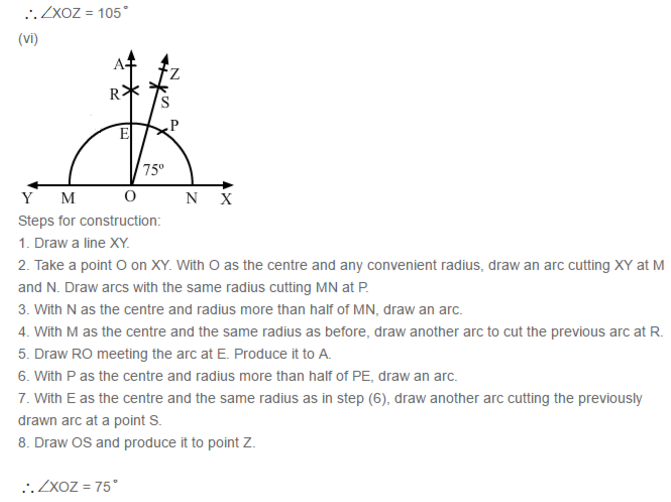 ∴∠XOZ = 105°
(vi)
A
Z
R
S
E
P
75°
Y
M
O
N
X
Steps for construction:
1. Draw a line XY.
2. Take a point O on XY. With O as the centre and any convenient radius, draw an arc cutting XY at M
and N. Draw arcs with the same radius cutting MN at P.
3. With N as the centre and radius more than half of MN, draw an arc.
4. With M as the centre and the same radius as before, draw another arc to cut the previous arc at R.
5. Draw RO meeting the arc at E. Produce it to A.
6. With P as the centre and radius more than half of PE, draw an arc.
7. With E as the centre and the same radius as in step (6), draw another arc cutting the previously
drawn arc at a point S.
8. Draw OS and produce it to point Z.
∴∠XOZ = 75°